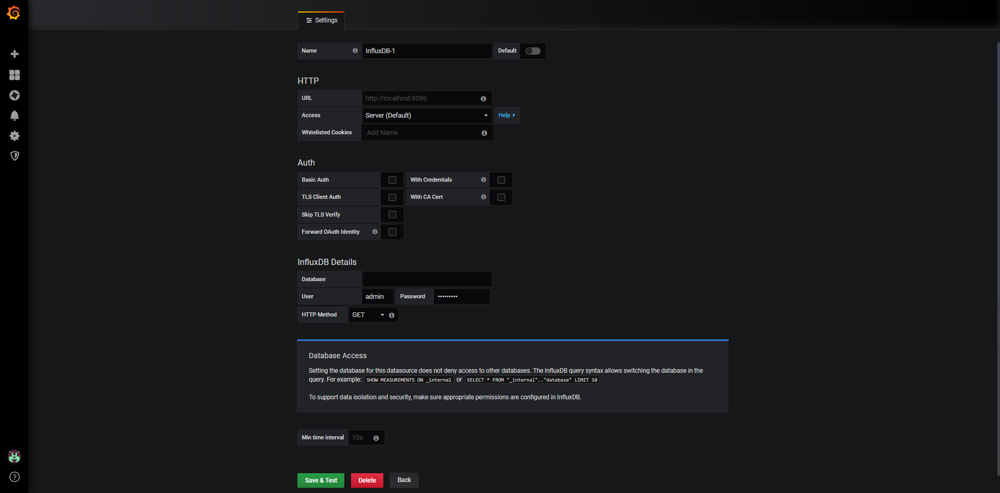 Settings
Name InfluxDB-1 Default
HTTP
URL http://localhost:8086
Access Server (Default) Help
Whitelisted Cookies Add Name
Auth
Basic Auth With Credentials
TLS Client Auth With CA Cert
Skip TLS Verify
Forward OAuth Identity
InfluxDB Details
Database
User admin Password •••••••••
HTTP Method GET
Database Access
Setting the database for this datasource does not deny access to other databases. The InfluxDB query syntax allows switching the database in the
query. For example: SHOW MEASUREMENTS ON _internal or SELECT * FROM "_internal".."database" LIMIT 10
To support data isolation and security, make sure appropriate permissions are configured in InfluxDB.
Min time interval 10s
Save & Test Delete Back